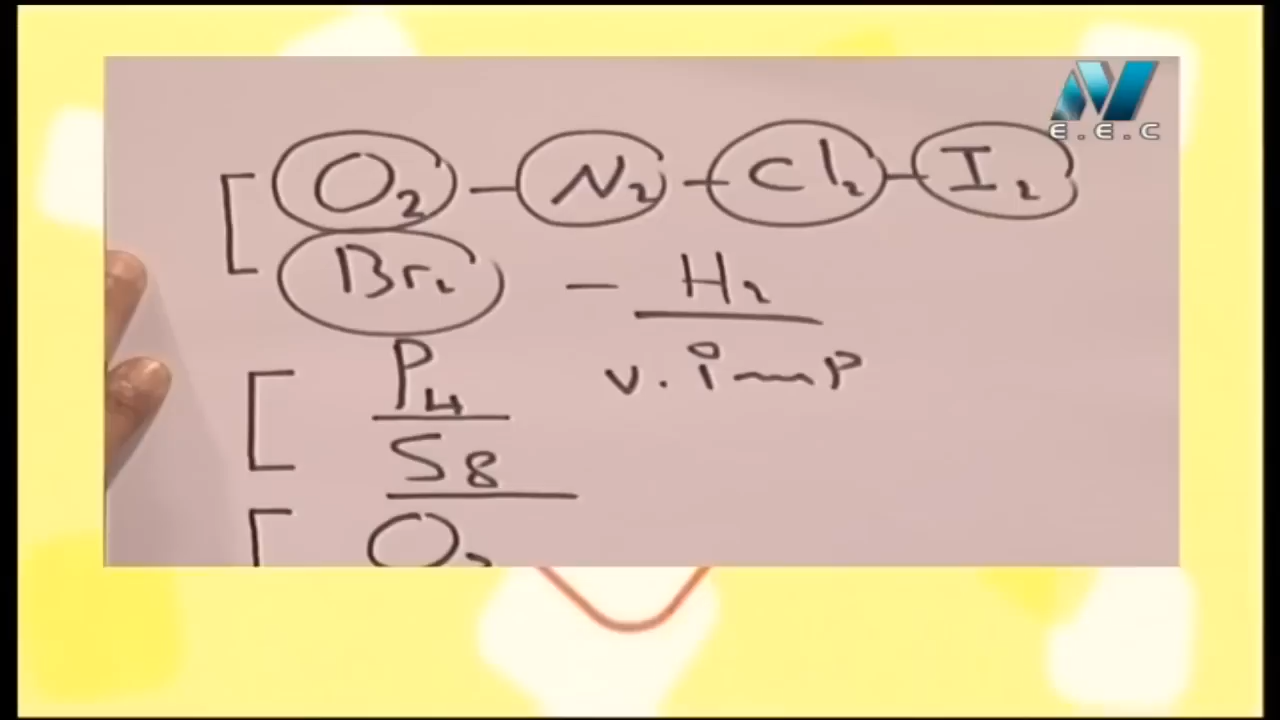 E.E.C
[ O₂ - N₂ - Cl₂ - I₂
Br₂ - H₂
v. imp
[ P₄
S8
[ O